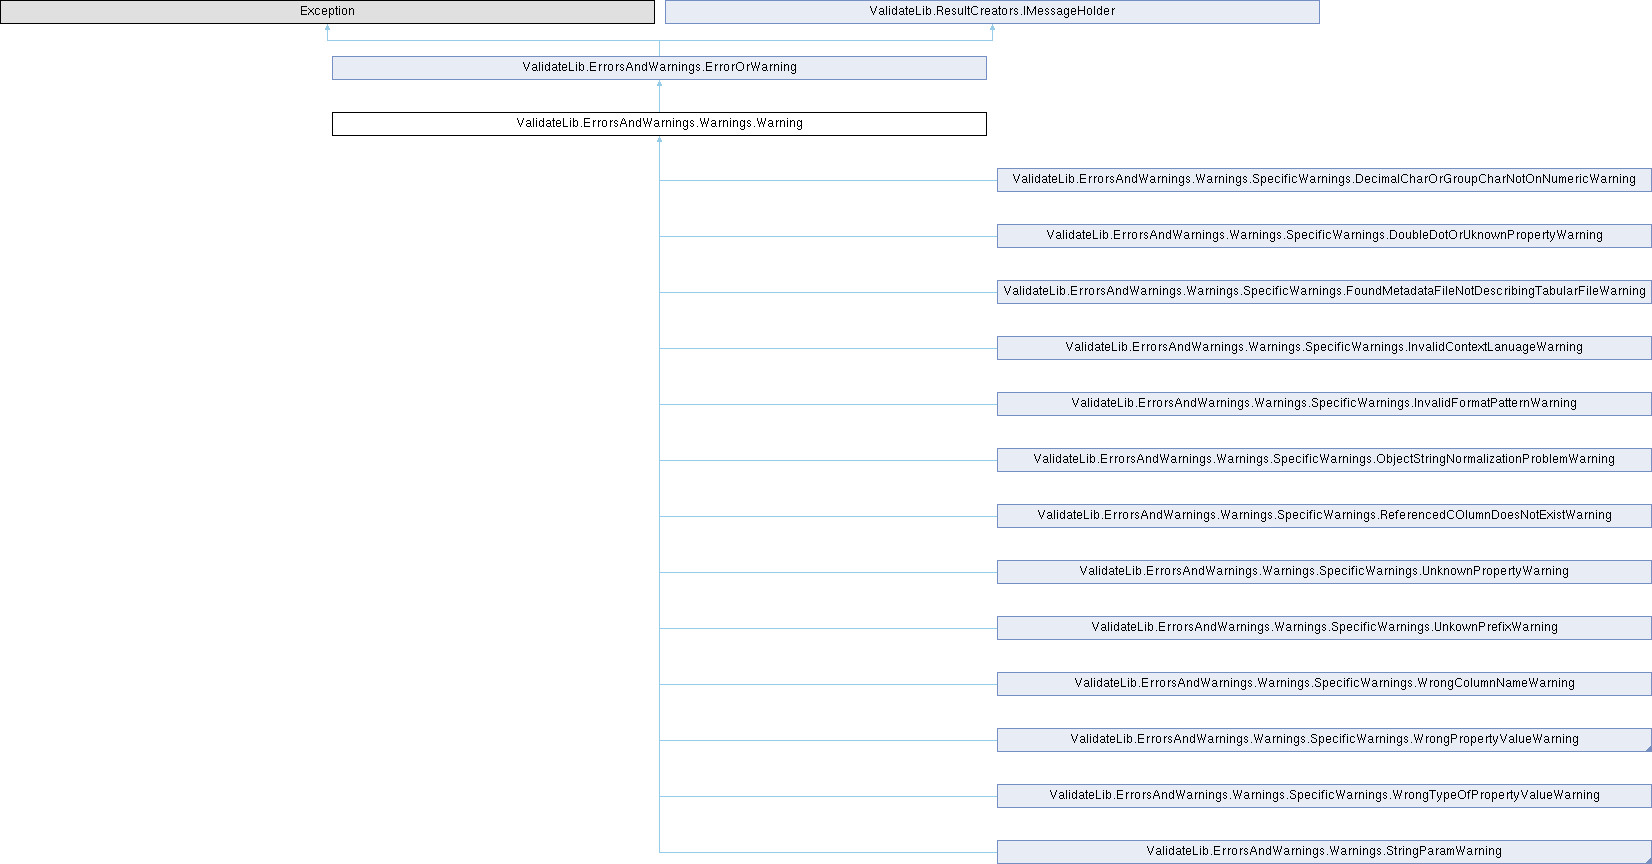 Exception
ValidateLib.ResultCreators.IMessageHolder
ValidateLib.ErrorsAndWarnings.ErrorOrWarning
ValidateLib.ErrorsAndWarnings.Warnings.Warning
ValidateLib.ErrorsAndWarnings.Warnings.SpecificWarnings.DecimalCharOrGroupCharNotOnNumericWarning
ValidateLib.ErrorsAndWarnings.Warnings.SpecificWarnings.DoubleDotOrUknownPropertyWarning
ValidateLib.ErrorsAndWarnings.Warnings.SpecificWarnings.FoundMetadataFileNotDescribingTabularFileWarning
ValidateLib.ErrorsAndWarnings.Warnings.SpecificWarnings.InvalidContextLanuageWarning
ValidateLib.ErrorsAndWarnings.Warnings.SpecificWarnings.InvalidFormatPatternWarning
ValidateLib.ErrorsAndWarnings.Warnings.SpecificWarnings.ObjectStringNormalizationProblemWarning
ValidateLib.ErrorsAndWarnings.Warnings.SpecificWarnings.ReferencedCOlumnDoesNotExistWarning
ValidateLib.ErrorsAndWarnings.Warnings.SpecificWarnings.UnknownPropertyWarning
ValidateLib.ErrorsAndWarnings.Warnings.SpecificWarnings.UnkownPrefixWarning
ValidateLib.ErrorsAndWarnings.Warnings.SpecificWarnings.WrongColumnNameWarning
ValidateLib.ErrorsAndWarnings.Warnings.SpecificWarnings.WrongPropertyValueWarning
ValidateLib.ErrorsAndWarnings.Warnings.SpecificWarnings.WrongTypeOfPropertyValueWarning
ValidateLib.ErrorsAndWarnings.Warnings.StringParamWarning